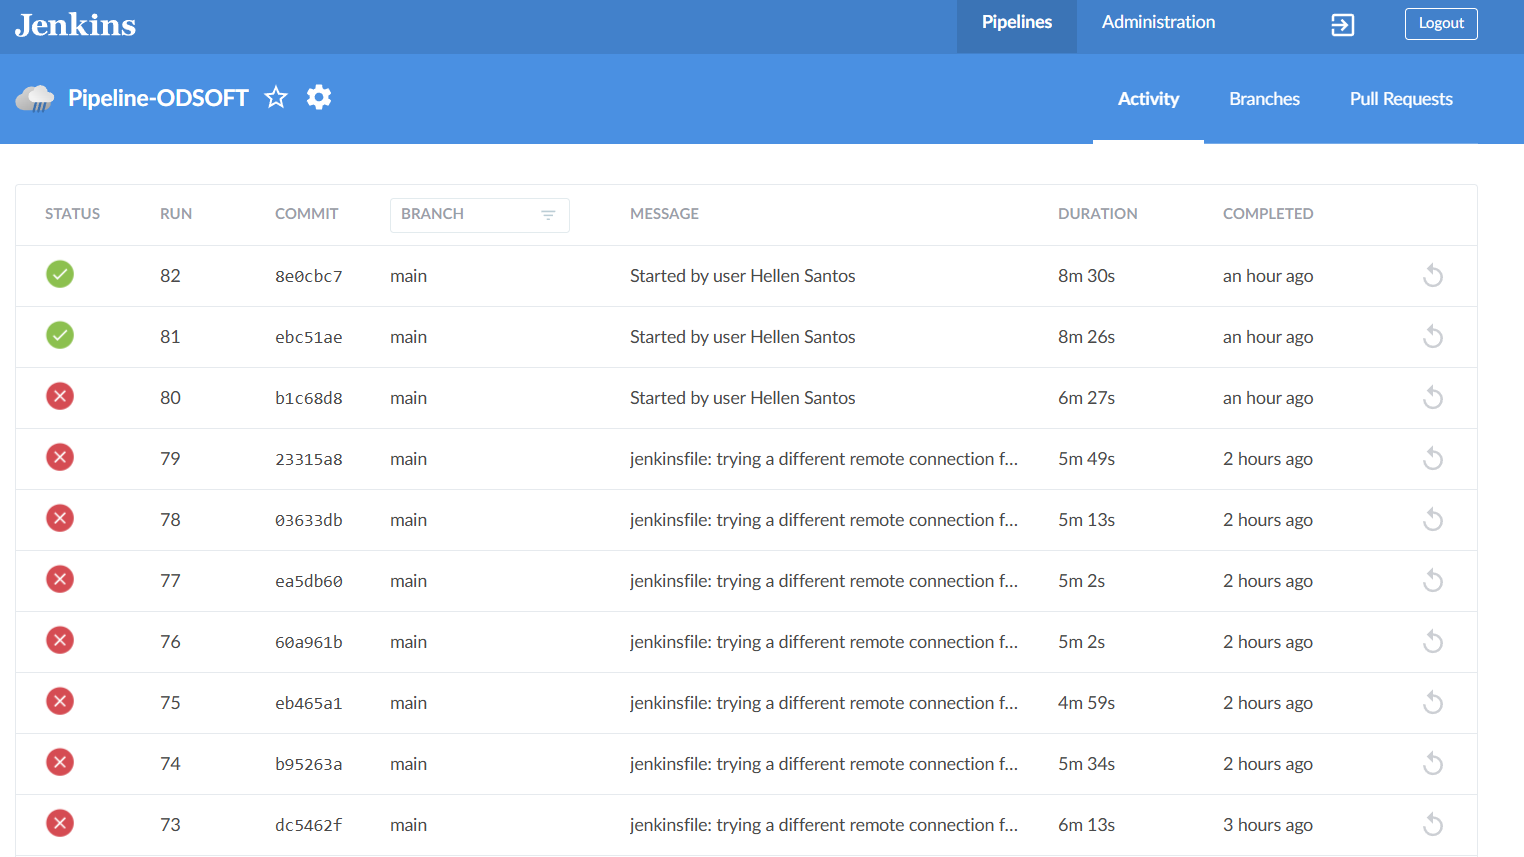 Jenkins Pipelines Administration Logout
Pipeline-ODSOFT Activity Branches Pull Requests
STATUS RUN COMMIT BRANCH MESSAGE DURATION COMPLETED
82 8e0cbc7 main Started by user Hellen Santos 8m 30s an hour ago
81 ebc51ae main Started by user Hellen Santos 8m 26s an hour ago
80 b1c68d8 main Started by user Hellen Santos 6m 27s an hour ago
79 23315a8 main jenkinsfile: trying a different remote connection f... 5m 49s 2 hours ago
78 03633db main jenkinsfile: trying a different remote connection f... 5m 13s 2 hours ago
77 ea5db60 main jenkinsfile: trying a different remote connection f... 5m 2s 2 hours ago
76 60a961b main jenkinsfile: trying a different remote connection f... 5m 2s 2 hours ago
75 eb465a1 main jenkinsfile: trying a different remote connection f... 4m 59s 2 hours ago
74 b95263a main jenkinsfile: trying a different remote connection f... 5m 34s 2 hours ago
73 dc5462f main jenkinsfile: trying a different remote connection f... 6m 13s 3 hours ago